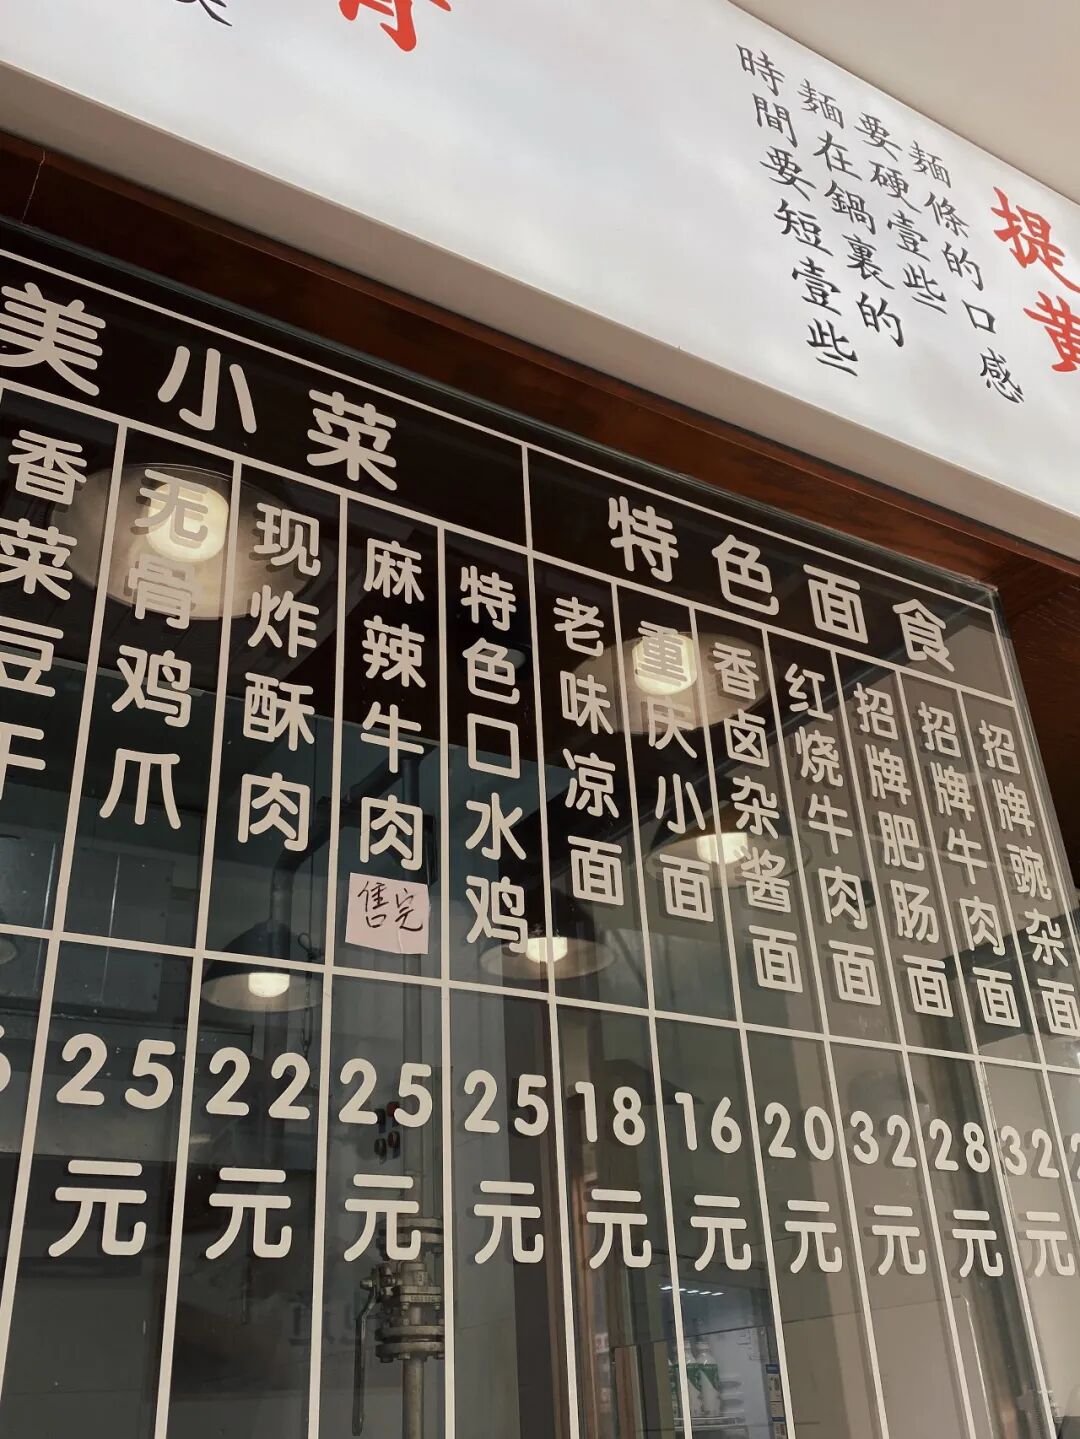 提黄
麺條的口感
要硬壹些
麺在鍋裏的
時間要短壹些
美小菜
特色面食
香菜豆干
无骨鸡爪
现炸酥肉
麻辣牛肉
售完
特色口水鸡
老味凉面
重庆小面
香卤杂酱面
红烧牛肉面
招牌肥肠面
招牌牛肉面
招牌豌杂面
25元
22元
25元
25元
18元
16元
20元
32元
28元
32元